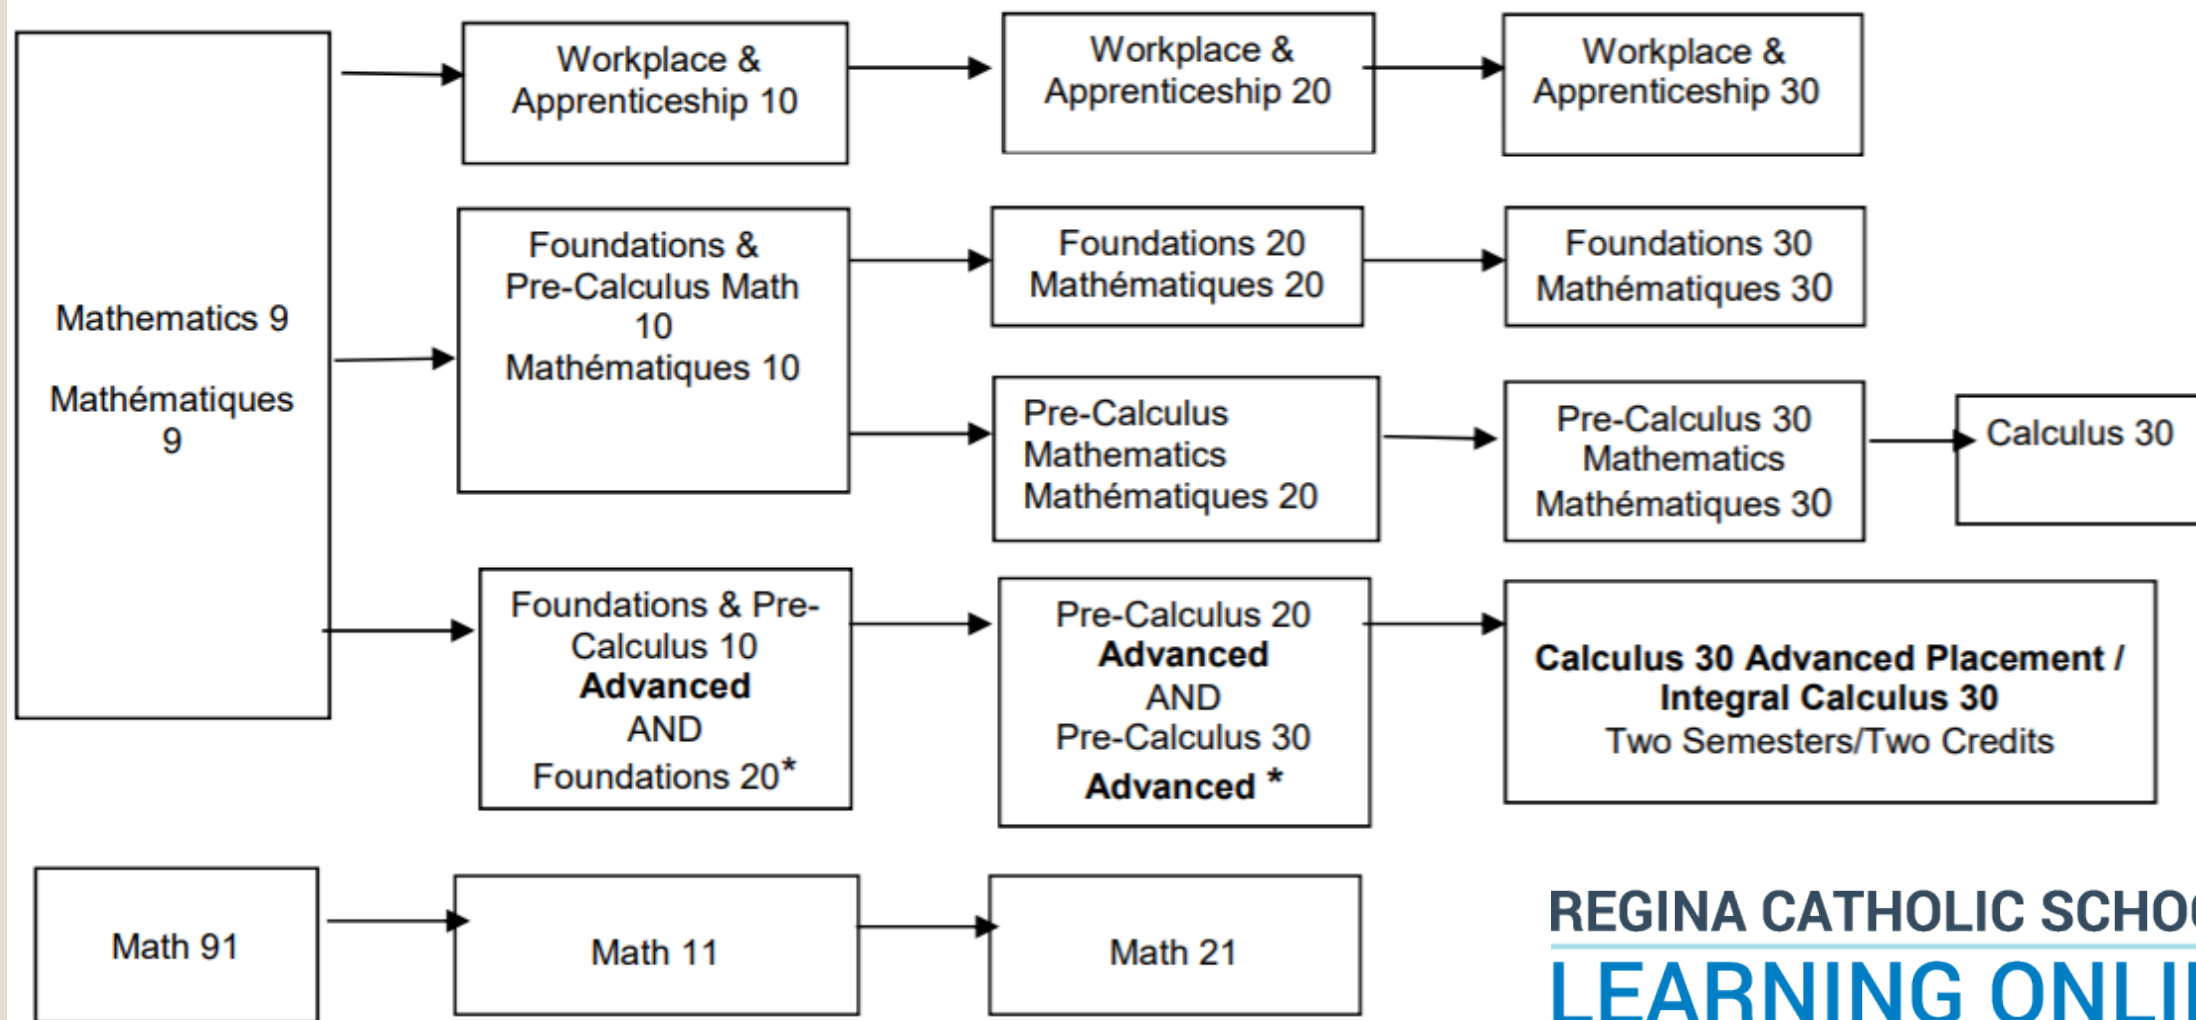 Workplace &
Apprenticeship 10
Workplace &
Apprenticeship 20
Workplace &
Apprenticeship 30
Mathematics 9
Mathématiques
9
Foundations &
Pre-Calculus Math
10
Mathématiques 10
Foundations 20
Mathématiques 20
Foundations 30
Mathématiques 30
Pre-Calculus
Mathematics
Mathématiques 20
Pre-Calculus 30
Mathematics
Mathématiques 30
Calculus 30
Foundations & Pre-
Calculus 10
Advanced
AND
Foundations 20*
Pre-Calculus 20
Advanced
AND
Pre-Calculus 30
Advanced *
Calculus 30 Advanced Placement /
Integral Calculus 30
Two Semesters/Two Credits
Math 91
Math 11
Math 21
REGINA CATHOLIC
LEARNING